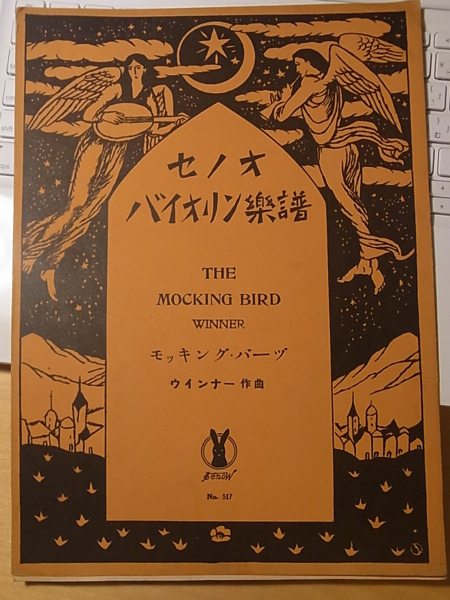 セノオ
バイオリン樂譜
THE
MOCKING BIRD
WINNER
モッキング・バーヅ
ウインナー作曲
SENOW
No. 517